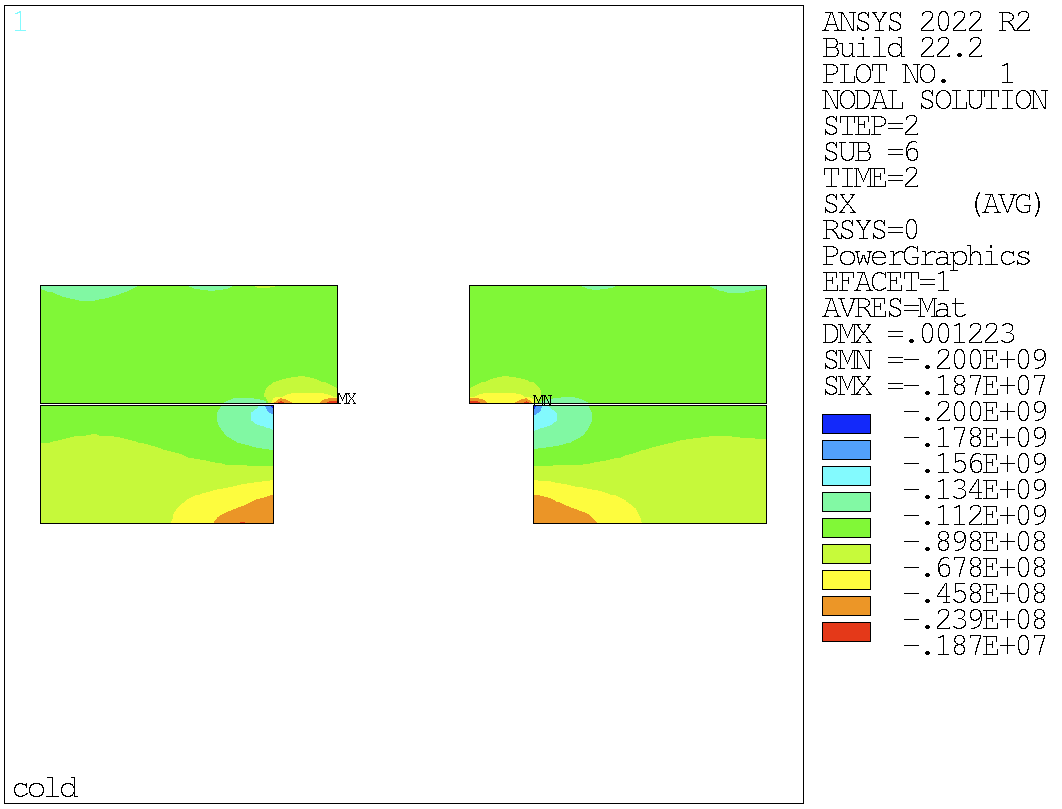 1
ANSYS 2022 R2
Build 22.2
PLOT NO. 1
NODAL SOLUTION
STEP=2
SUB =6
TIME=2
SX (AVG)
RSYS=0
PowerGraphics
EFACET=1
AVRES=Mat
DMX =.001223
SMN =-.200E+09
SMX =-.187E+07
MX
MN
-.200E+09
-.178E+09
-.156E+09
-.134E+09
-.112E+09
-.898E+08
-.678E+08
-.458E+08
-.239E+08
-.187E+07
cold